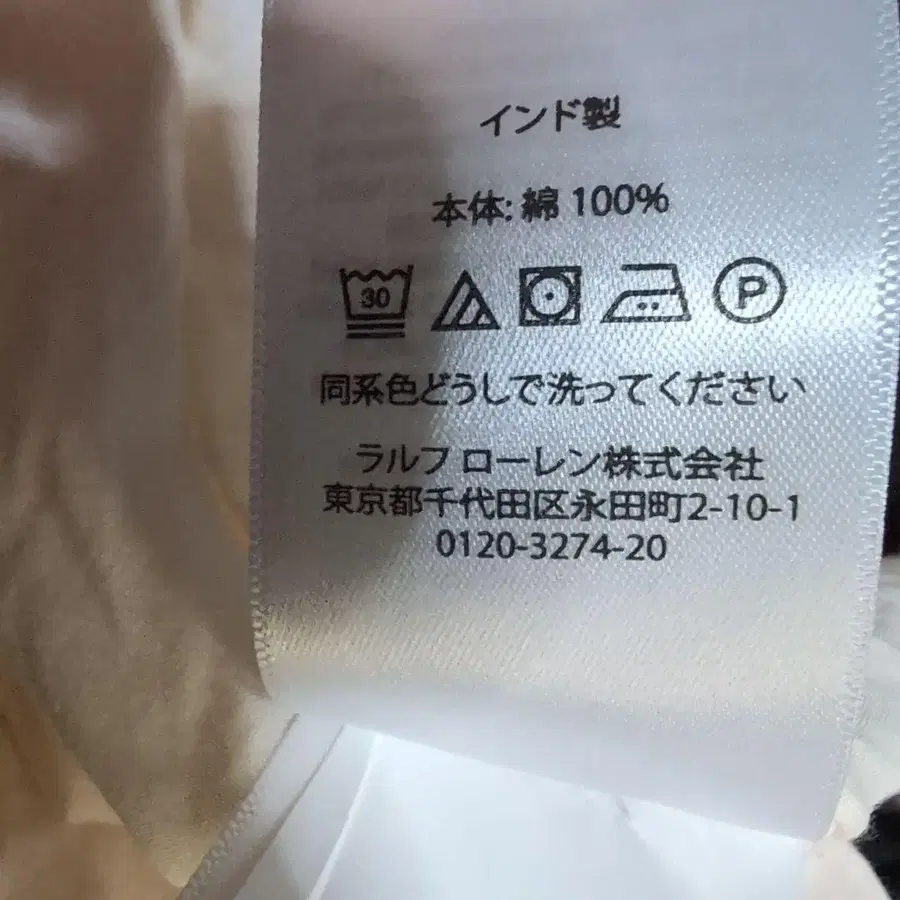 インド製
本体: 綿 100%
30
P
同系色どうしで洗ってください
ラルフ ローレン株式会社
東京都千代田区永田町2-10-1
0120-3274-20